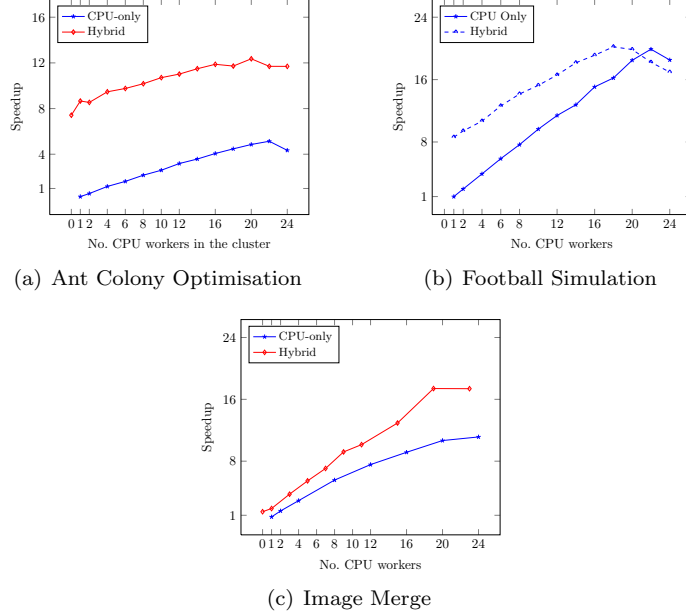 16
12
8
4
1
Speedup
CPU-only
Hybrid
0 1 2 4 6 8 10 12 16 20 24
No. CPU workers in the cluster
(a) Ant Colony Optimisation
24
16
8
1
Speedup
CPU Only
Hybrid
0 1 2 4 6 8 10 12 14 16 18 20 22 24
No. CPU workers
(b) Football Simulation
24
16
8
1
Speedup
CPU-only
Hybrid
0 1 2 4 6 8 10 12 16 20 24
No. CPU workers
(c) Image Merge